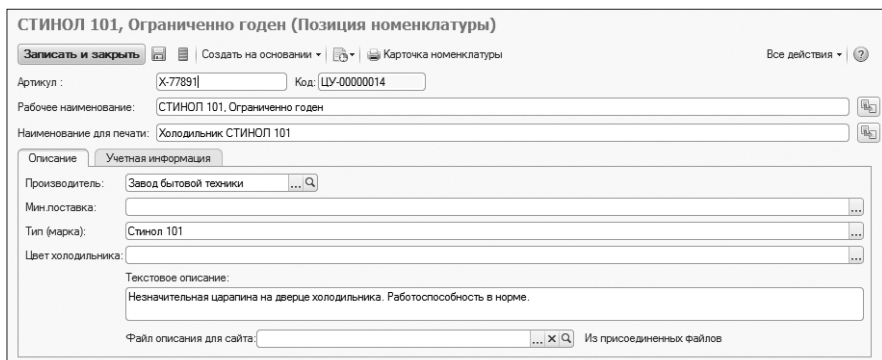 СТИНОЛ 101, Ограниченно годен (Позиция номенклатуры)
Записать и закрыть Создать на основании Карточка номенклатуры Все действия ?
Артикул : Х-77891 Код: ЦУ-00000014
Рабочее наименование: СТИНОЛ 101, Ограниченно годен
Наименование для печати: Холодильник СТИНОЛ 101
Описание Учетная информация
Производитель: Завод бытовой техники ...
Мин.поставка: ...
Тип (марка): Стинол 101 ...
Цвет холодильника: ...
Текстовое описание:
Незначительная царапина на дверце холодильника. Работоспособность в норме.
Файл описания для сайта: ... x Из присоединенных файлов